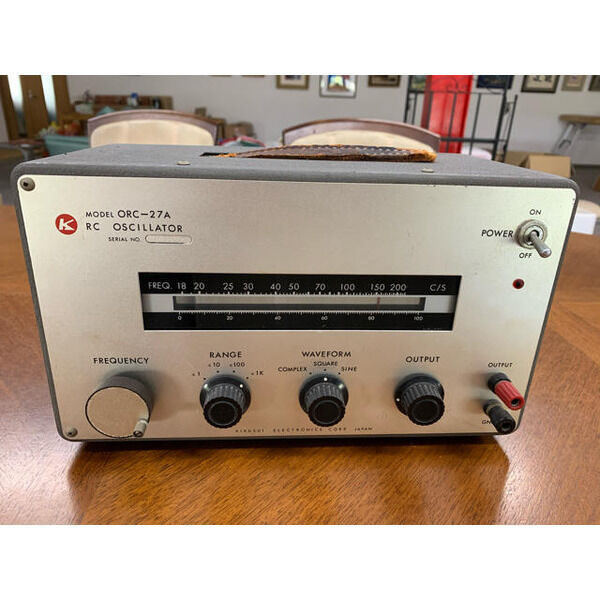 K
MODEL ORC-27A
RC OSCILLATOR
SERIAL NO.
ON
POWER
OFF
FREQ. 18 20 25 30 40 50 70 100 150 200 C/S
0 20 40 60 80 100
FREQUENCY
RANGE
×1 ×10 ×100 ×1K
WAVEFORM
COMPLEX SQUARE SINE
OUTPUT
OUTPUT
GND
KIKUSUI ELECTRONICS CORP. JAPAN